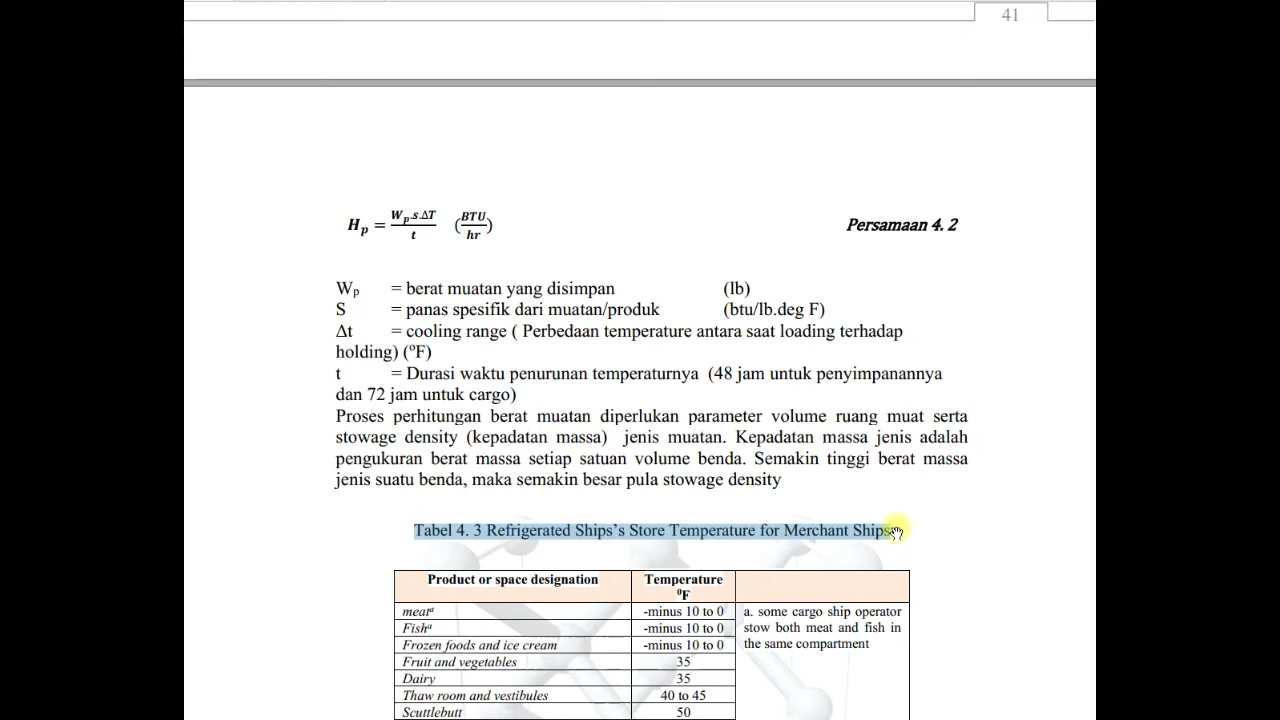 41
H_p = W_p.s.ΔT / t (BTU/hr) Persamaan 4. 2
W_p = berat muatan yang disimpan (lb)
S = panas spesifik dari muatan/produk (btu/lb.deg F)
Δt = cooling range ( Perbedaan temperature antara saat loading terhadap
holding) (ºF)
t = Durasi waktu penurunan temperaturnya (48 jam untuk penyimpanannya
dan 72 jam untuk cargo)
Proses perhitungan berat muatan diperlukan parameter volume ruang muat serta
stowage density (kepadatan massa) jenis muatan. Kepadatan massa jenis adalah
pengukuran berat massa setiap satuan volume benda. Semakin tinggi berat massa
jenis suatu benda, maka semakin besar pula stowage density
Tabel 4. 3 Refrigerated Ships’s Store Temperature for Merchant Ships
Product or space designation Temperature
⁰F
meatᵃ -minus 10 to 0 a. some cargo ship operator
Fishᵃ -minus 10 to 0 stow both meat and fish in
Frozen foods and ice cream -minus 10 to 0 the same compartment
Fruit and vegetables 35
Dairy 35
Thaw room and vestibules 40 to 45
Scuttlebutt 50